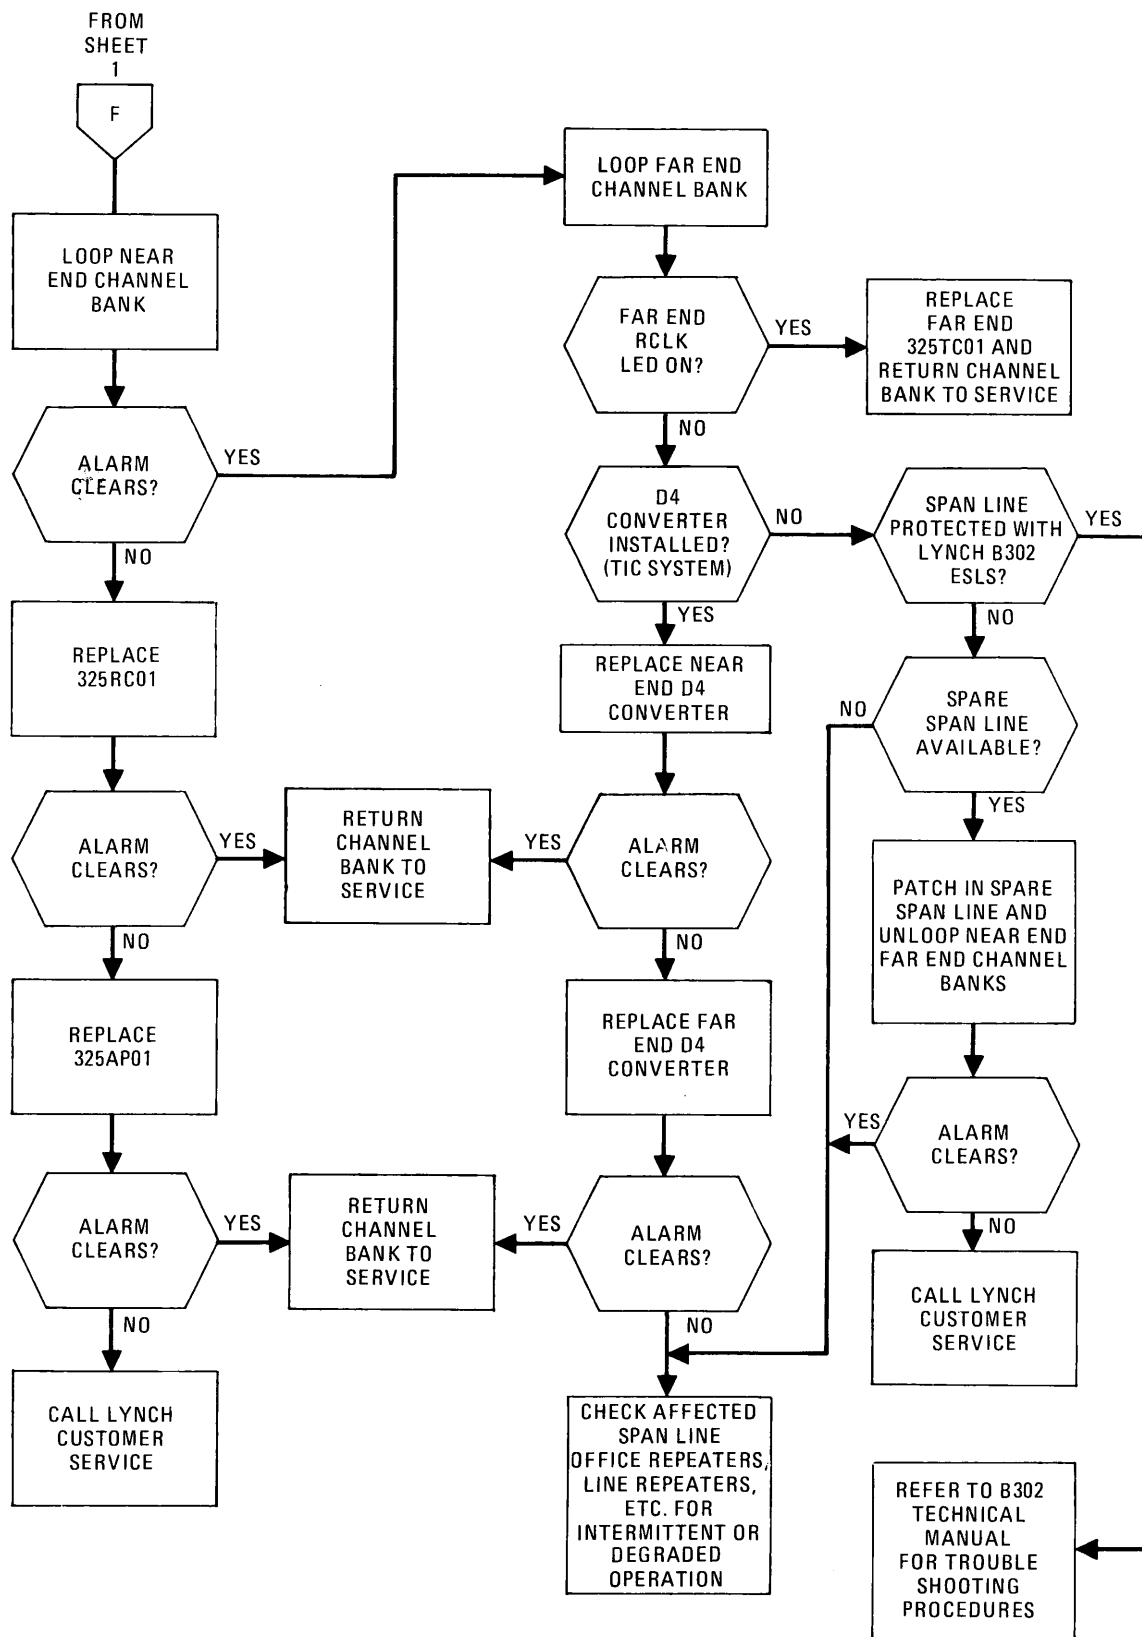 FROM
SHEET
1
F
LOOP NEAR
END CHANNEL
BANK
ALARM
CLEARS?
YES
NO
REPLACE
325RC01
ALARM
CLEARS?
YES
NO
REPLACE
325AP01
ALARM
CLEARS?
YES
NO
CALL LYNCH
CUSTOMER
SERVICE
RETURN
CHANNEL
BANK TO
SERVICE
RETURN
CHANNEL
BANK TO
SERVICE
LOOP FAR END
CHANNEL BANK
FAR END
RCLK
LED ON?
YES
NO
REPLACE
FAR END
325TC01 AND
RETURN CHANNEL
BANK TO SERVICE
D4
CONVERTER
INSTALLED?
(TIC SYSTEM)
NO
YES
REPLACE NEAR
END D4
CONVERTER
ALARM
CLEARS?
YES
NO
REPLACE FAR
END D4
CONVERTER
ALARM
CLEARS?
YES
NO
CHECK AFFECTED
SPAN LINE
OFFICE REPEATERS,
LINE REPEATERS,
ETC. FOR
INTERMITTENT OR
DEGRADED
OPERATION
SPAN LINE
PROTECTED WITH
LYNCH B302
ESLS?
YES
NO
SPARE
SPAN LINE
AVAILABLE?
NO
YES
PATCH IN SPARE
SPAN LINE AND
UNLOOP NEAR END
FAR END CHANNEL
BANKS
ALARM
CLEARS?
YES
NO
CALL LYNCH
CUSTOMER
SERVICE
REFER TO B302
TECHNICAL
MANUAL
FOR TROUBLE
SHOOTING
PROCEDURES